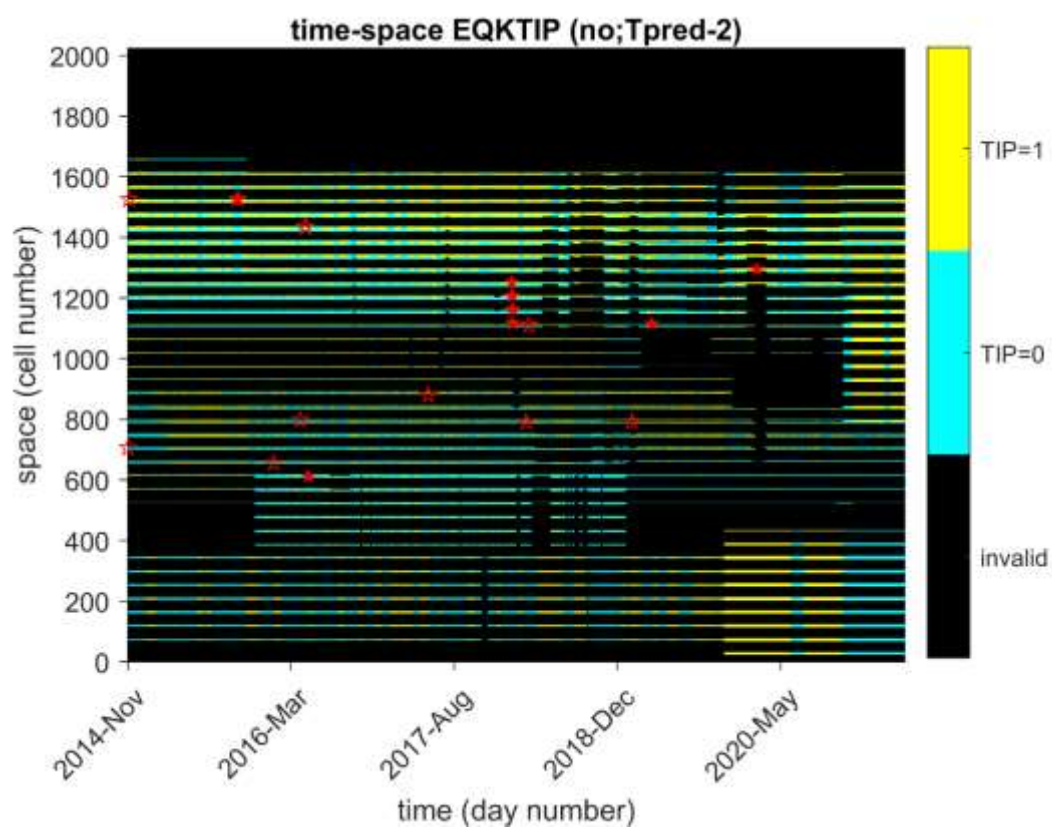 time-space EQKTIP (no;Tpred-2)
2000
1800
1600
1400
1200
1000
800
600
400
200
0
space (cell number)
2014-Nov
2016-Mar
2017-Aug
2018-Dec
2020-May
time (day number)
TIP=1
TIP=0
invalid